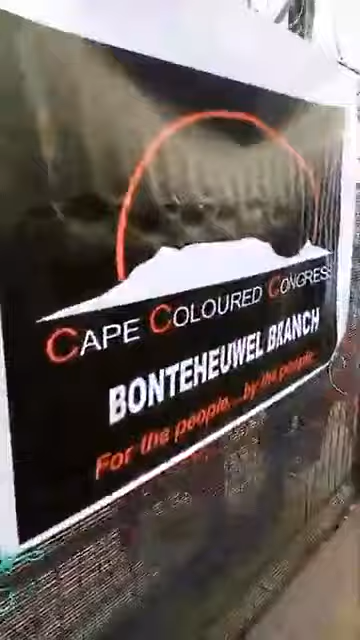 CAPE COLOURED CONGRESS
BONTEHEUWEL BRANCH
For the people... by the people...